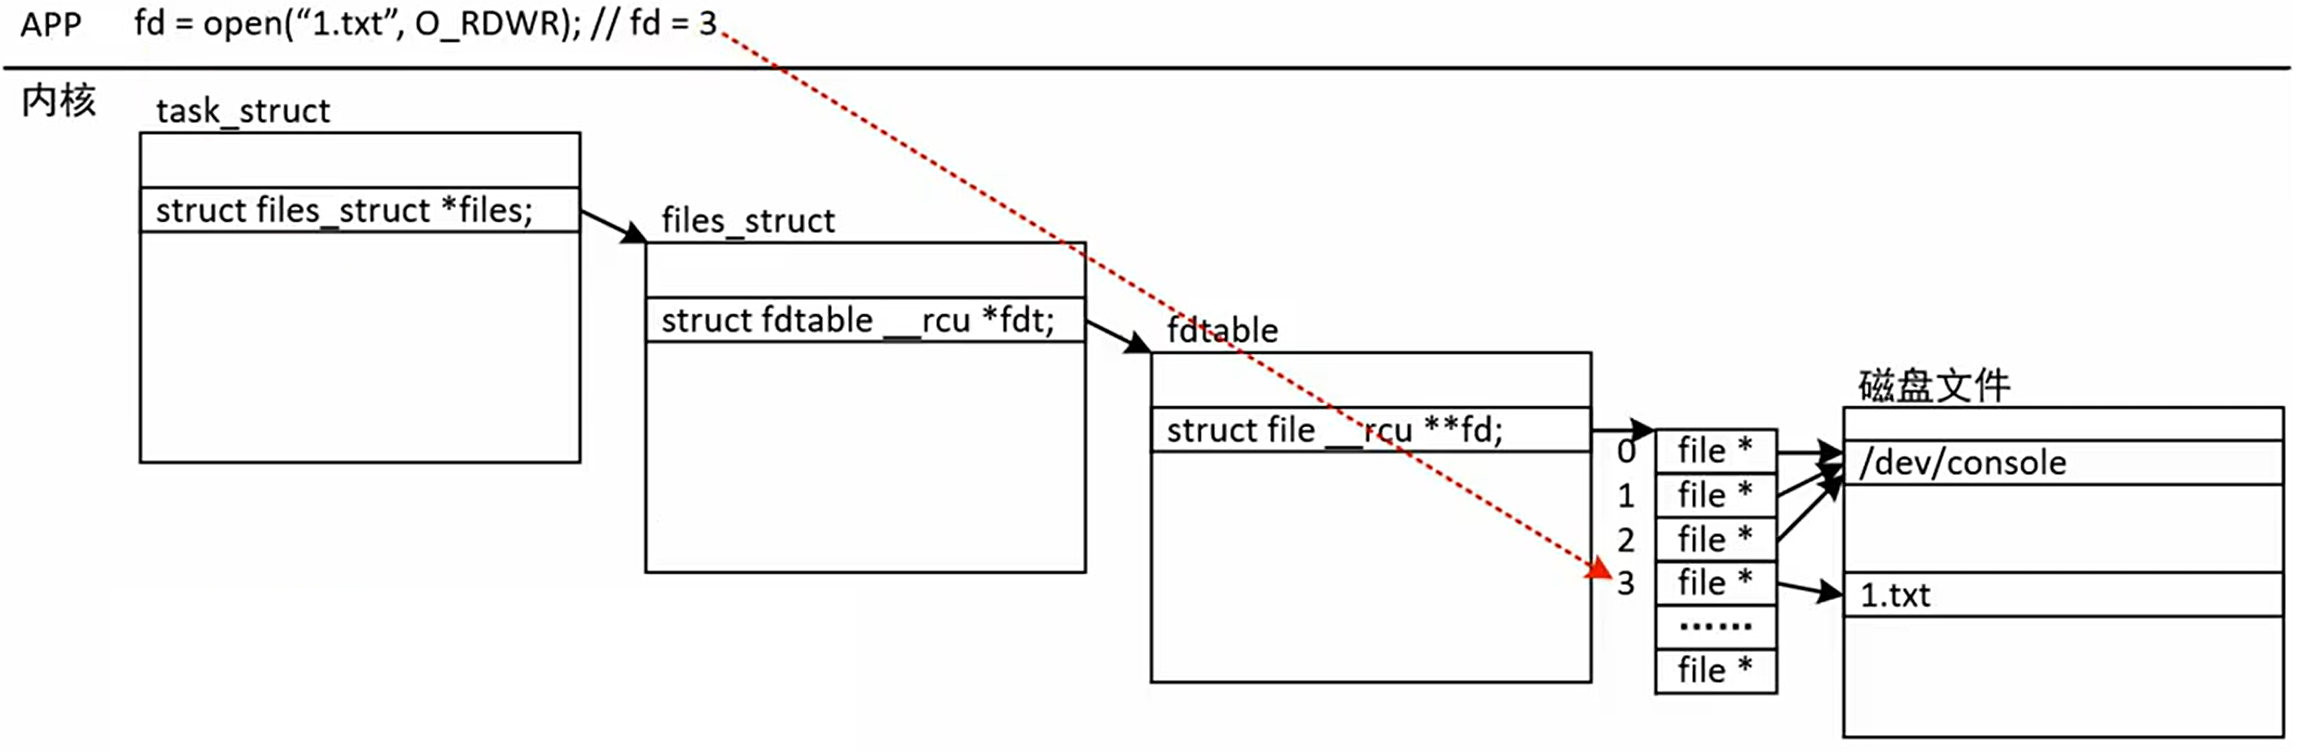 APP fd = open(“1.txt”, O_RDWR); // fd = 3
内核
task_struct
struct files_struct *files;
files_struct
struct fdtable __rcu *fdt;
fdtable
struct file __rcu **fd;
0 file *
1 file *
2 file *
3 file *
……
file *
磁盘文件
/dev/console
1.txt